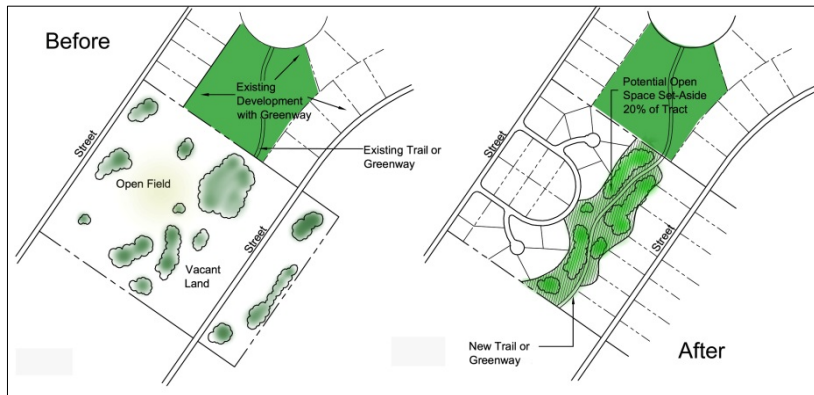 Before
Existing
Development
with Greenway
Existing Trail or
Greenway
Street
Open Field
Street
Vacant
Land
Potential Open
Space Set-Aside
20% of Tract
Street
Street
New Trail or
Greenway
After